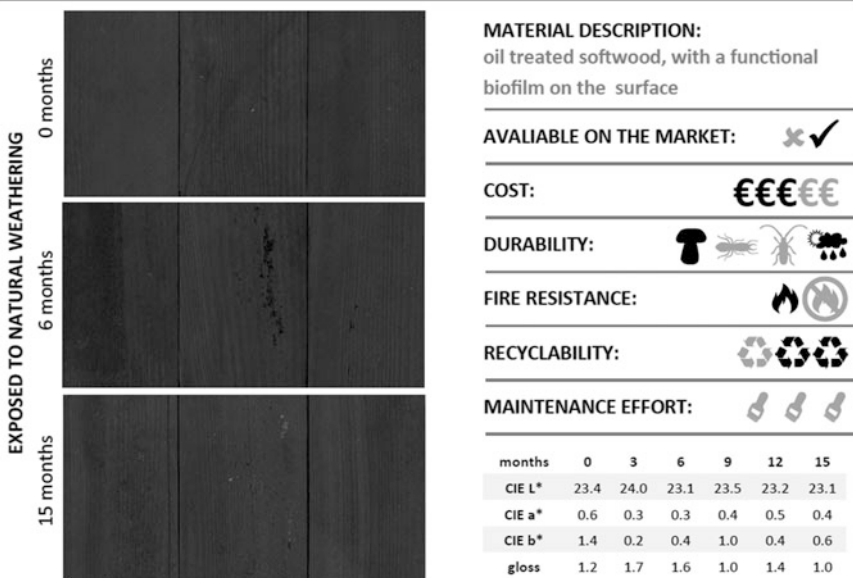 EXPOSED TO NATURAL WEATHERING
0 months
6 months
15 months
MATERIAL DESCRIPTION:
oil treated softwood, with a functional
biofilm on the surface
AVALIABLE ON THE MARKET:
COST: €€€€€
DURABILITY:
FIRE RESISTANCE:
RECYCLABILITY:
MAINTENANCE EFFORT:
months 0 3 6 9 12 15
CIE L* 23.4 24.0 23.1 23.5 23.2 23.1
CIE a* 0.6 0.3 0.3 0.4 0.5 0.4
CIE b* 1.4 0.2 0.4 1.0 0.4 0.6
gloss 1.2 1.7 1.6 1.0 1.4 1.0